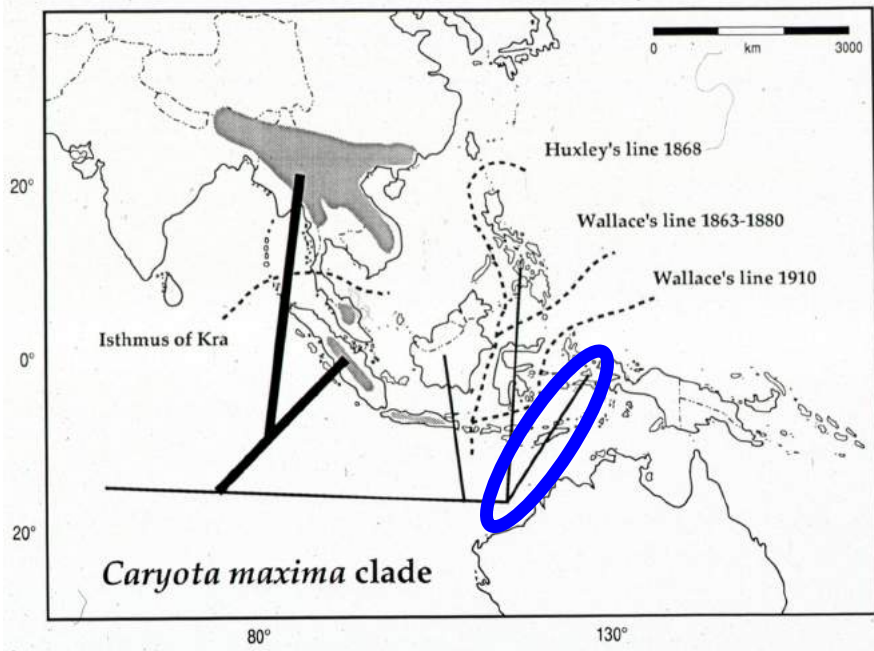 0
km
3000
Huxley's line 1868
20°
Wallace's line 1863-1880
Wallace's line 1910
Isthmus of Kra
0°
20°
Caryota maxima clade
80°
130°